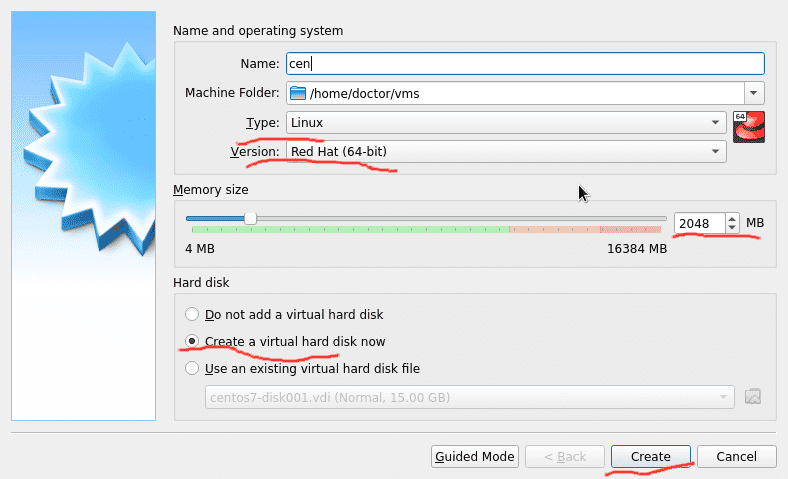 Name and operating system
Name: cen
Machine Folder: /home/doctor/vms
Type: Linux
64
Version: Red Hat (64-bit)
Memory size
2048 MB
4 MB 16384 MB
Hard disk
Do not add a virtual hard disk
Create a virtual hard disk now
Use an existing virtual hard disk file
centos7-disk001.vdi (Normal, 15.00 GB)
Guided Mode < Back Create Cancel